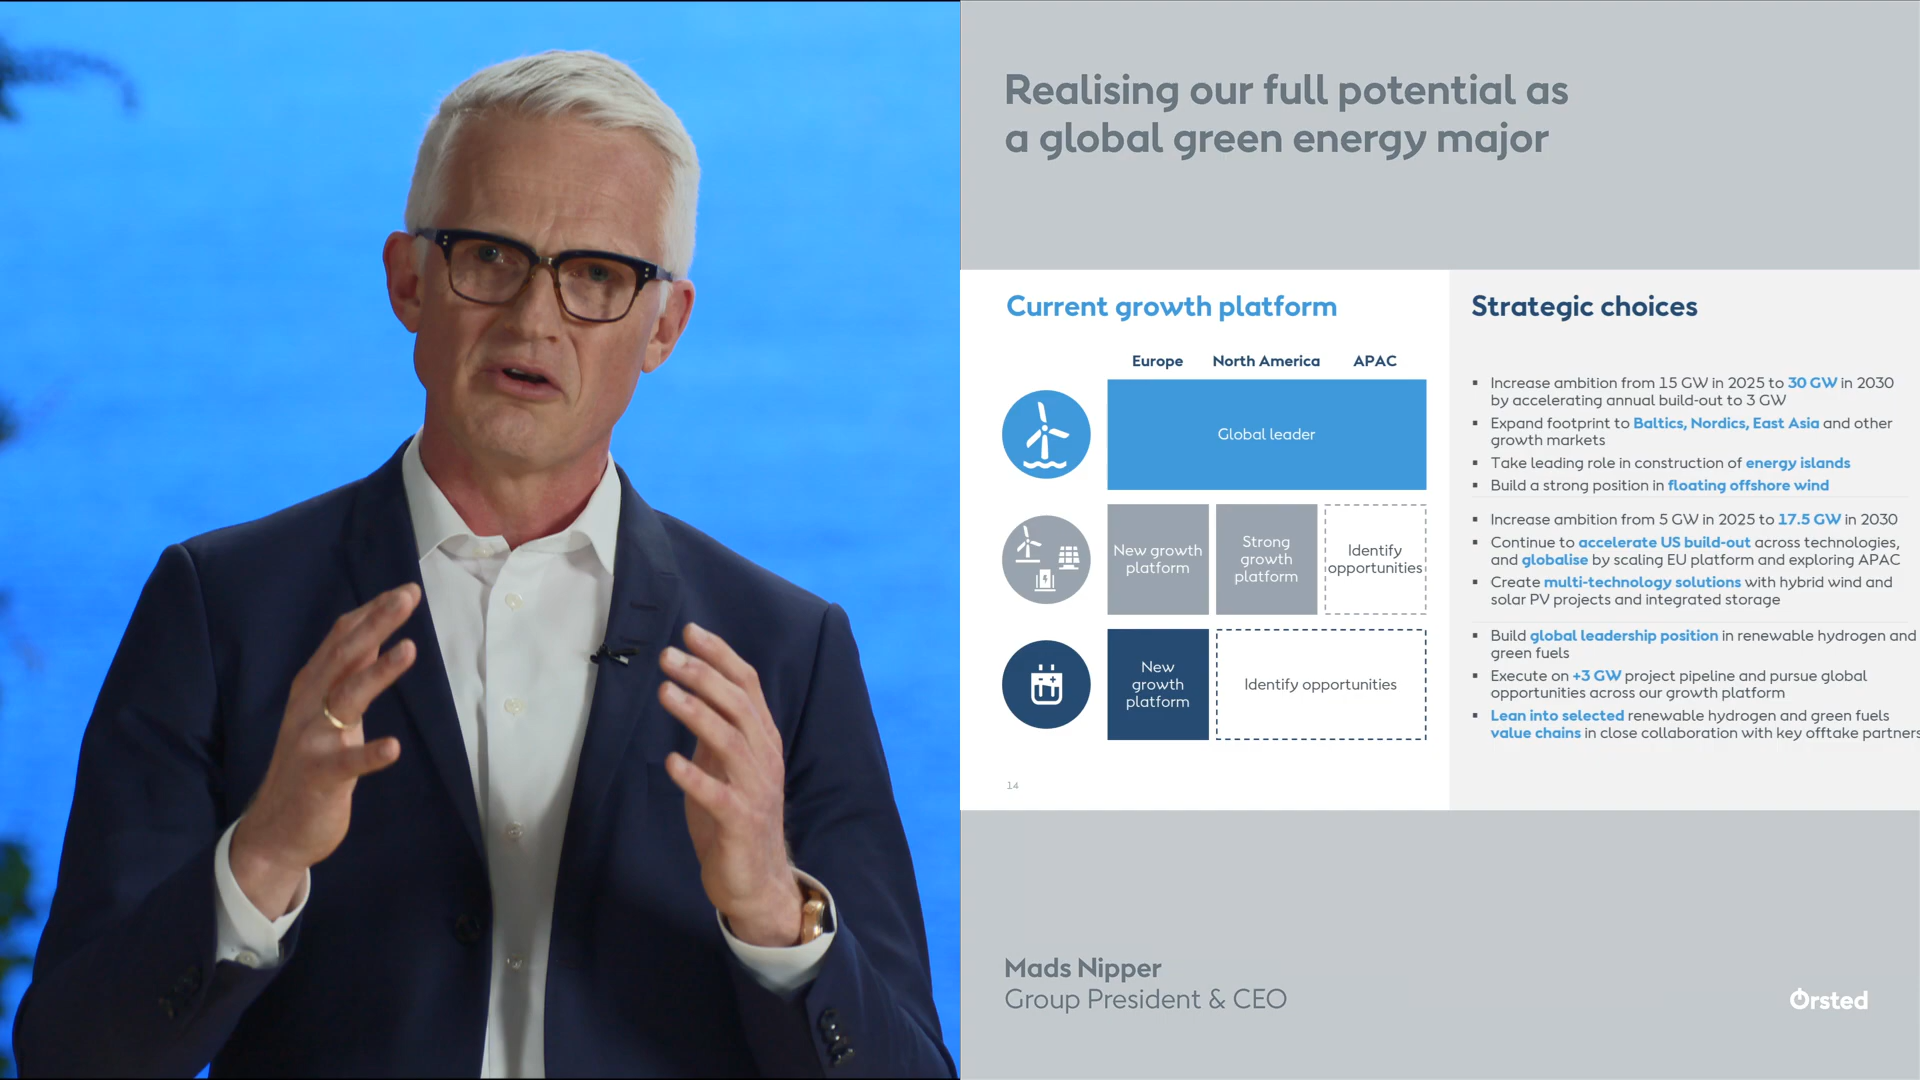 Realising our full potential as
a global green energy major
Current growth platform
Europe
North America
APAC
Global leader
New growth
platform
Strong
growth
platform
Identify
opportunities
New
growth
platform
Identify opportunities
14
Strategic choices
▪ Increase ambition from 15 GW in 2025 to 30 GW in 2030
by accelerating annual build-out to 3 GW
▪ Expand footprint to Baltics, Nordics, East Asia and other
growth markets
▪ Take leading role in construction of energy islands
▪ Build a strong position in floating offshore wind
▪ Increase ambition from 5 GW in 2025 to 17.5 GW in 2030
▪ Continue to accelerate US build-out across technologies,
and globalise by scaling EU platform and exploring APAC
▪ Create multi-technology solutions with hybrid wind and
solar PV projects and integrated storage
▪ Build global leadership position in renewable hydrogen and
green fuels
▪ Execute on +3 GW project pipeline and pursue global
opportunities across our growth platform
▪ Lean into selected renewable hydrogen and green fuels
value chains in close collaboration with key offtake partners
Mads Nipper
Group President & CEO
Ørsted